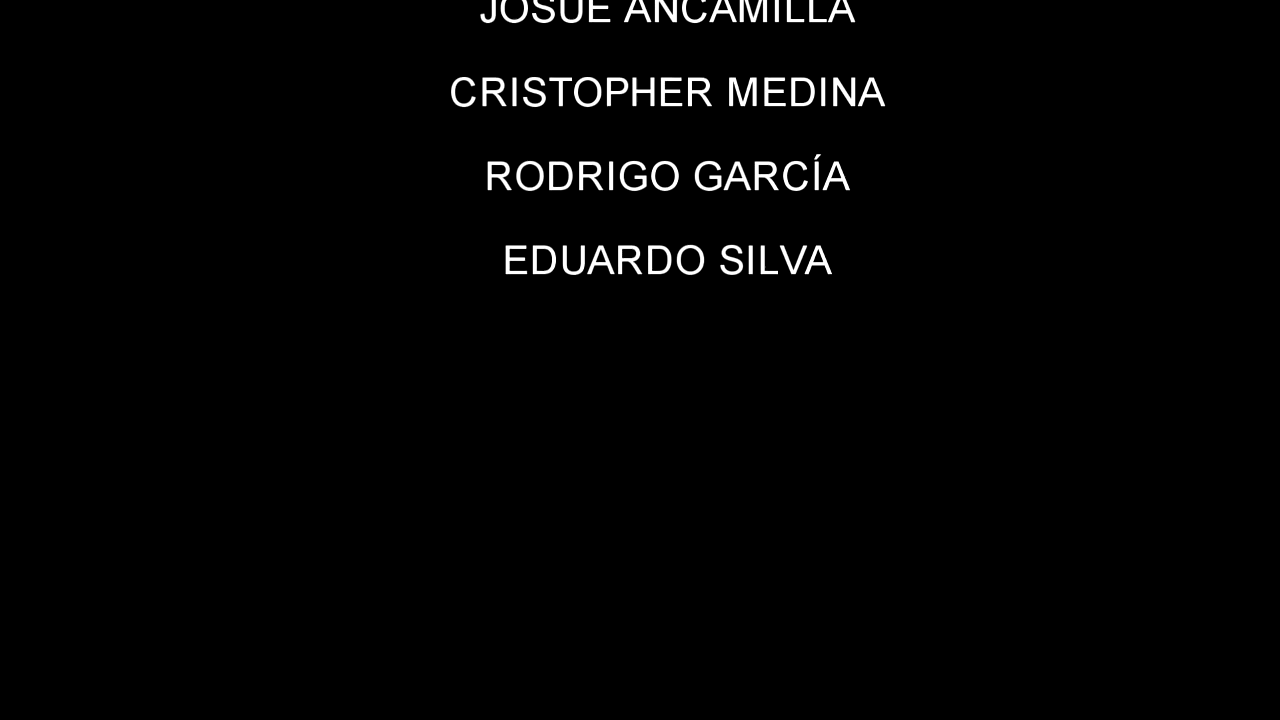 JOSUE ANCAMILLA
CRISTOPHER MEDINA
RODRIGO GARCÍA
EDUARDO SILVA